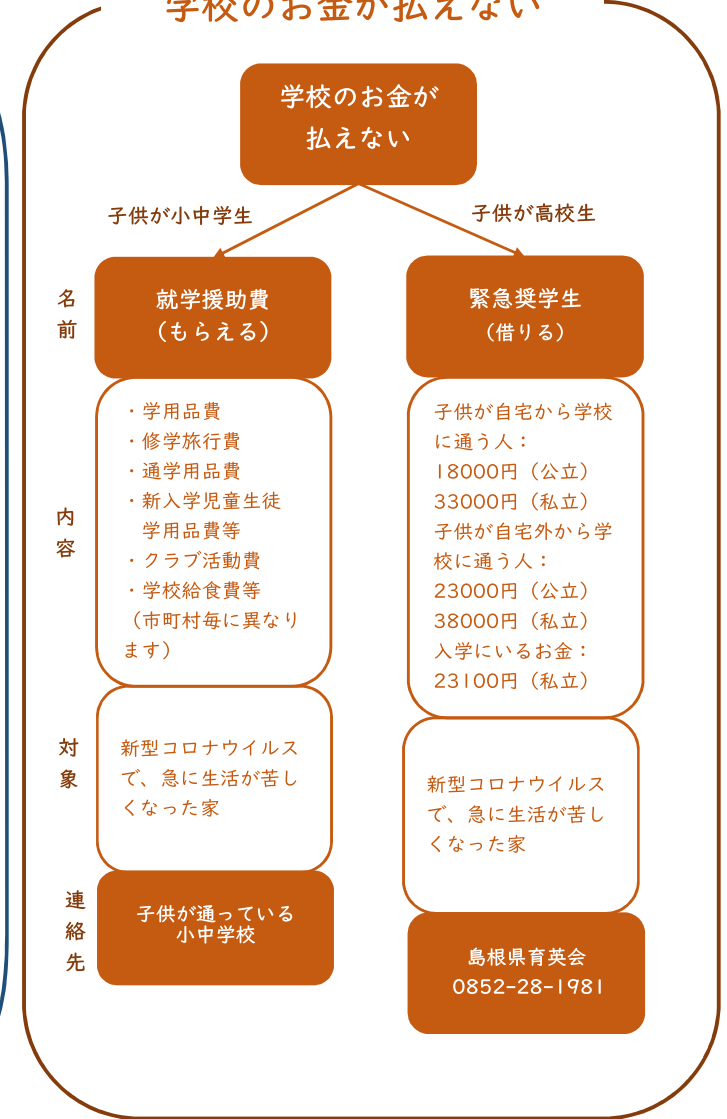 学校のお金が払えない
学校のお金が
払えない
子供が小中学生
子供が高校生
名前
就学援助費
（もらえる）
緊急奨学生
（借りる）
内容
・学用品費
・修学旅行費
・通学用品費
・新入学児童生徒
学用品費等
・クラブ活動費
・学校給食費等
（市町村毎に異なり
ます）
子供が自宅から学校
に通う人：
18000円（公立）
33000円（私立）
子供が自宅外から学
校に通う人：
23000円（公立）
38000円（私立）
入学にいるお金：
23100円（私立）
対象
新型コロナウイルス
で、急に生活が苦し
くなった家
新型コロナウイルス
で、急に生活が苦し
くなった家
連絡先
子供が通っている
小中学校
島根県育英会
0852-28-1981